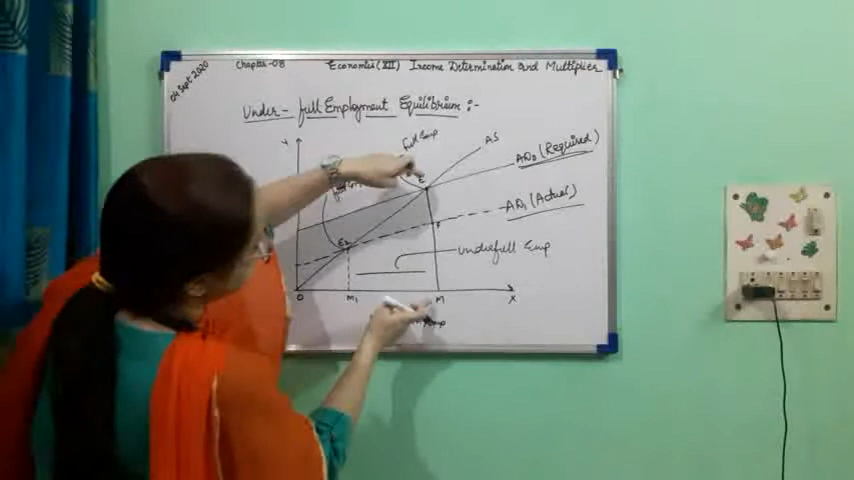 04 Sept 2020
Chapter-08 Economics (XII) Income Determination and Multiplier
Under-full Employment Equilibrium :-
Y
full Emp
AS
E
AD0 (Required)
AD1 (Actual)
F
E2
underfull Emp
O M1 M X